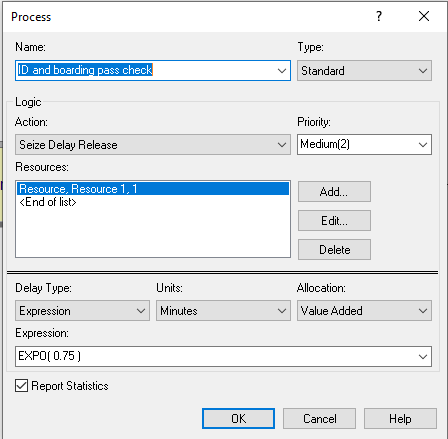 Process
? ×
Name:
Type:
ID and boarding pass check
Standard
Logic
Action:
Priority:
Seize Delay Release
Medium(2)
Resources:
Resource, Resource 1, 1
<End of list>
Add...
Edit...
Delete
Delay Type:
Units:
Allocation:
Expression
Minutes
Value Added
Expression:
EXPO( 0.75 )
Report Statistics
OK
Cancel
Help